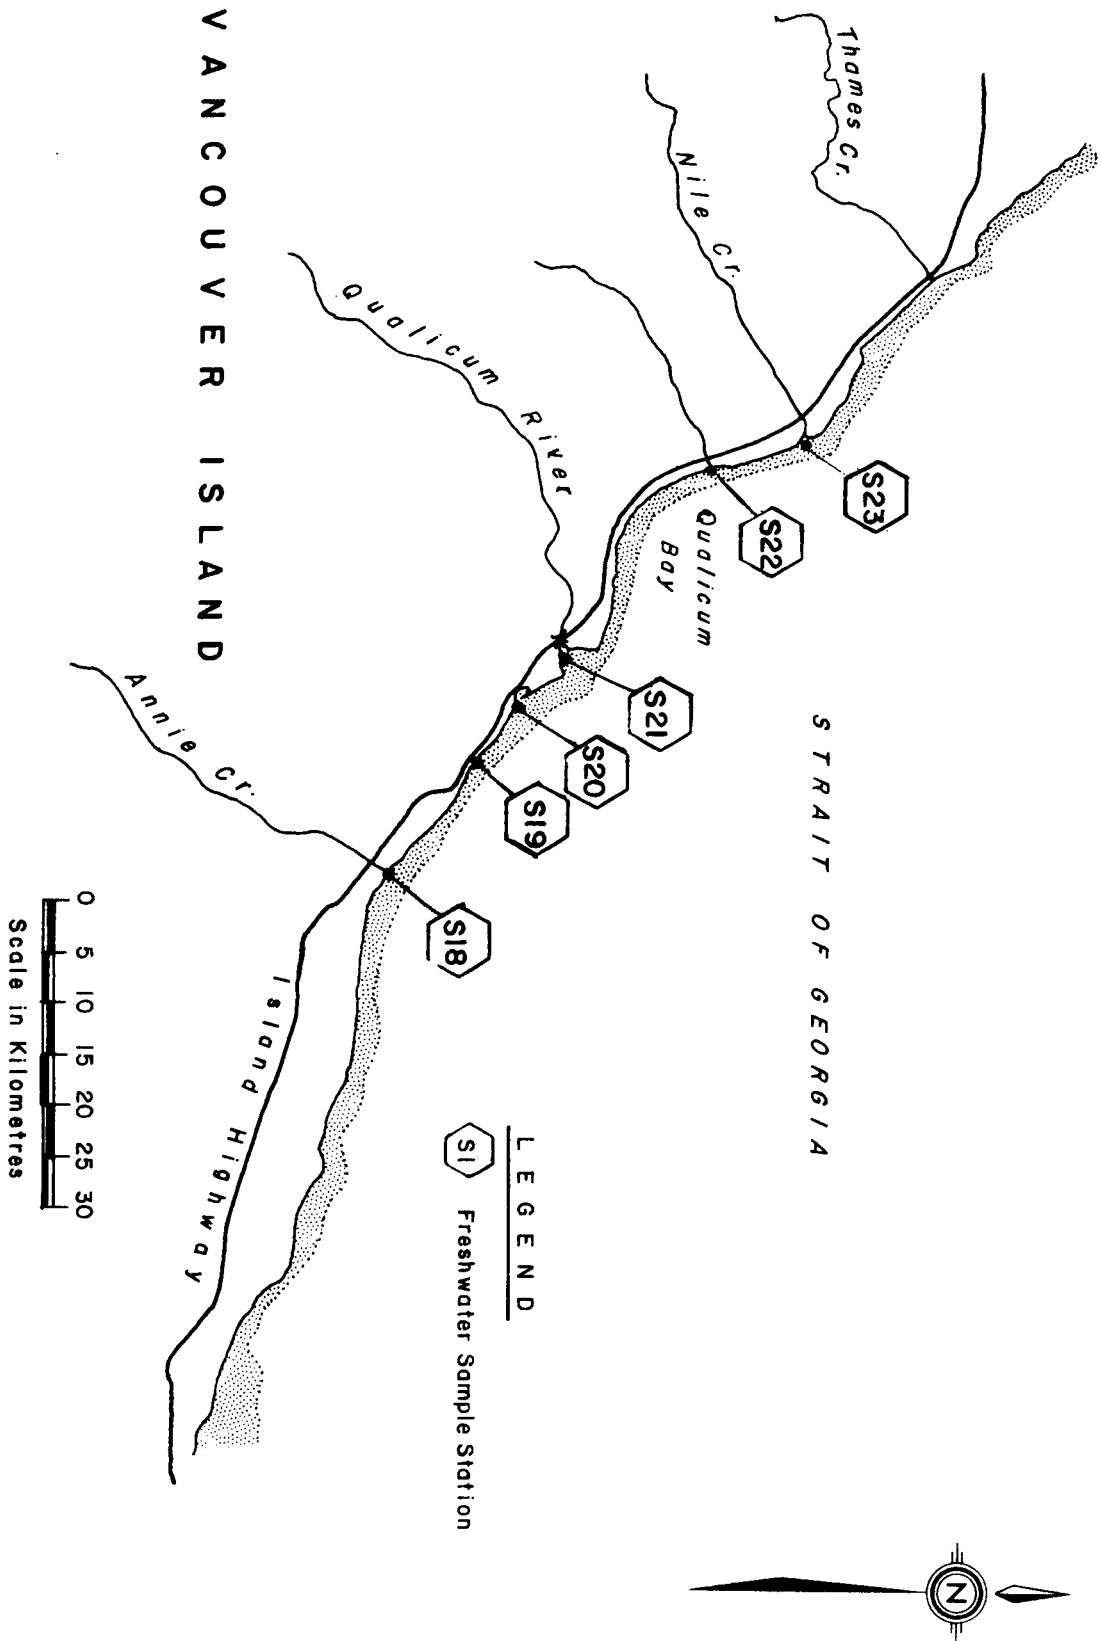 Thames Cr.
Nile Cr.
Qualicum River
Annie Cr.
VANCOUVER ISLAND
Qualicum
Bay
STRAIT OF GEORGIA
S23
S22
S21
S20
S19
S18
Island Highway
LEGEND
S1 Freshwater Sample Station
0 5 10 15 20 25 30
Scale in Kilometres
N